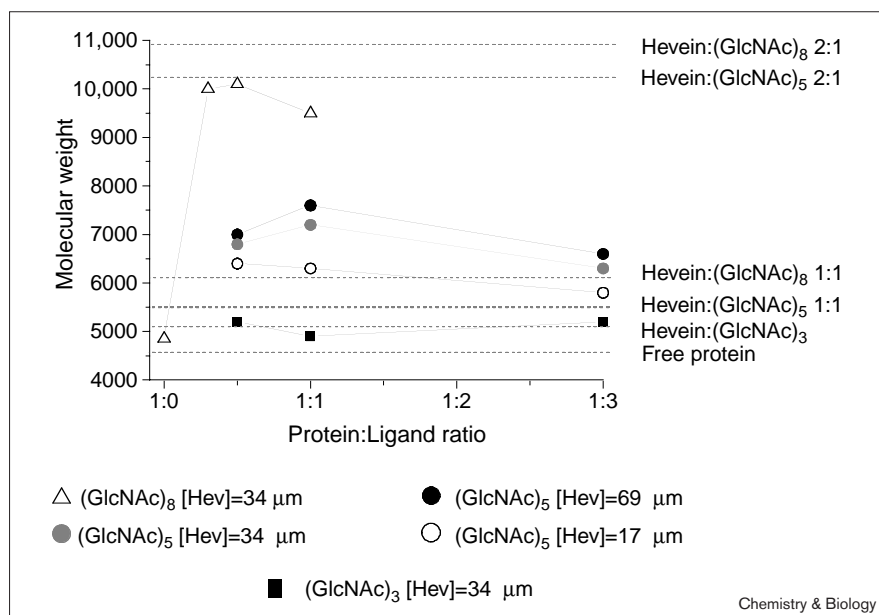 11,000
10,000
9000
8000
7000
6000
5000
4000
Molecular weight
1:0
1:1
1:2
1:3
Protein:Ligand ratio
Hevein:(GlcNAc)8 2:1
Hevein:(GlcNAc)5 2:1
Hevein:(GlcNAc)8 1:1
Hevein:(GlcNAc)5 1:1
Hevein:(GlcNAc)3
Free protein
(GlcNAc)8 [Hev]=34 μm
(GlcNAc)5 [Hev]=69 μm
(GlcNAc)5 [Hev]=34 μm
(GlcNAc)5 [Hev]=17 μm
(GlcNAc)3 [Hev]=34 μm
Chemistry & Biology